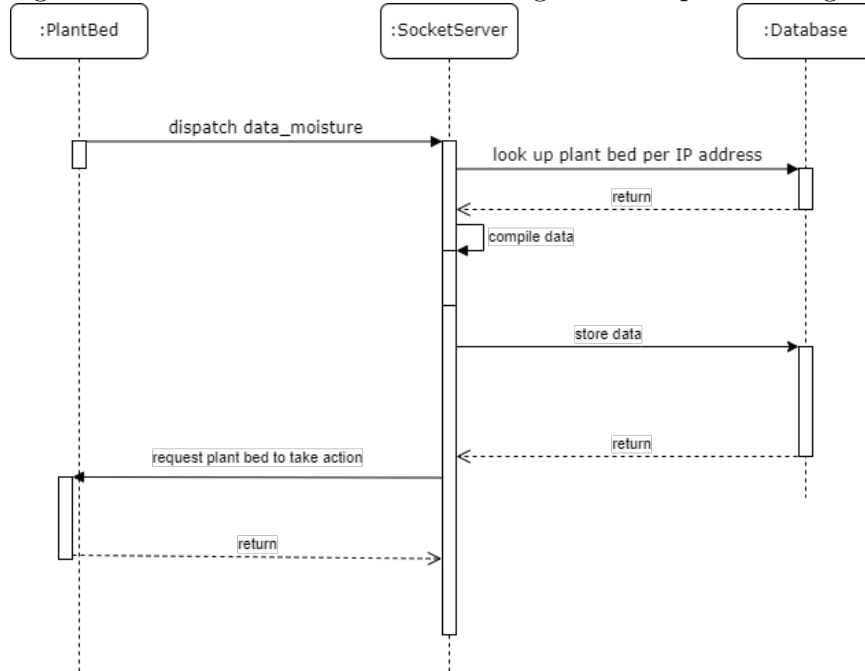 :PlantBed
:SocketServer
:Database
dispatch data_moisture
look up plant bed per IP address
return
compile data
store data
return
request plant bed to take action
return